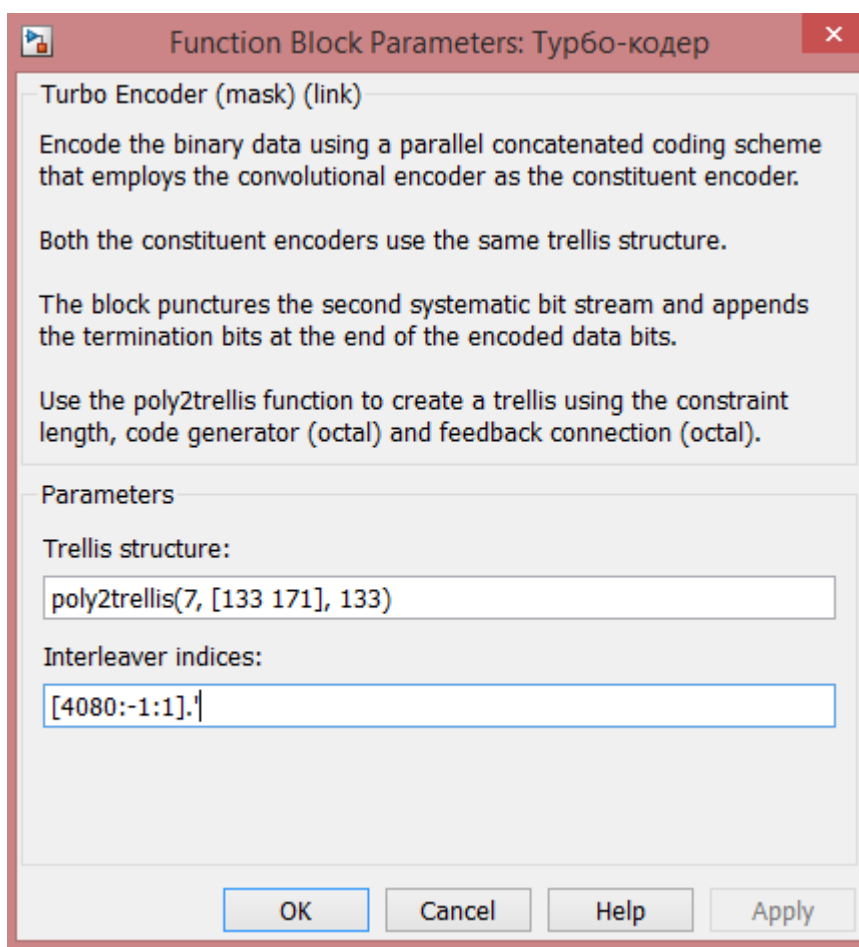 Function Block Parameters: Турбо-кодер
Turbo Encoder (mask) (link)
Encode the binary data using a parallel concatenated coding scheme
that employs the convolutional encoder as the constituent encoder.
Both the constituent encoders use the same trellis structure.
The block punctures the second systematic bit stream and appends
the termination bits at the end of the encoded data bits.
Use the poly2trellis function to create a trellis using the constraint
length, code generator (octal) and feedback connection (octal).
Parameters
Trellis structure:
poly2trellis(7, [133 171], 133)
Interleaver indices:
[4080:-1:1].'
OK Cancel Help Apply